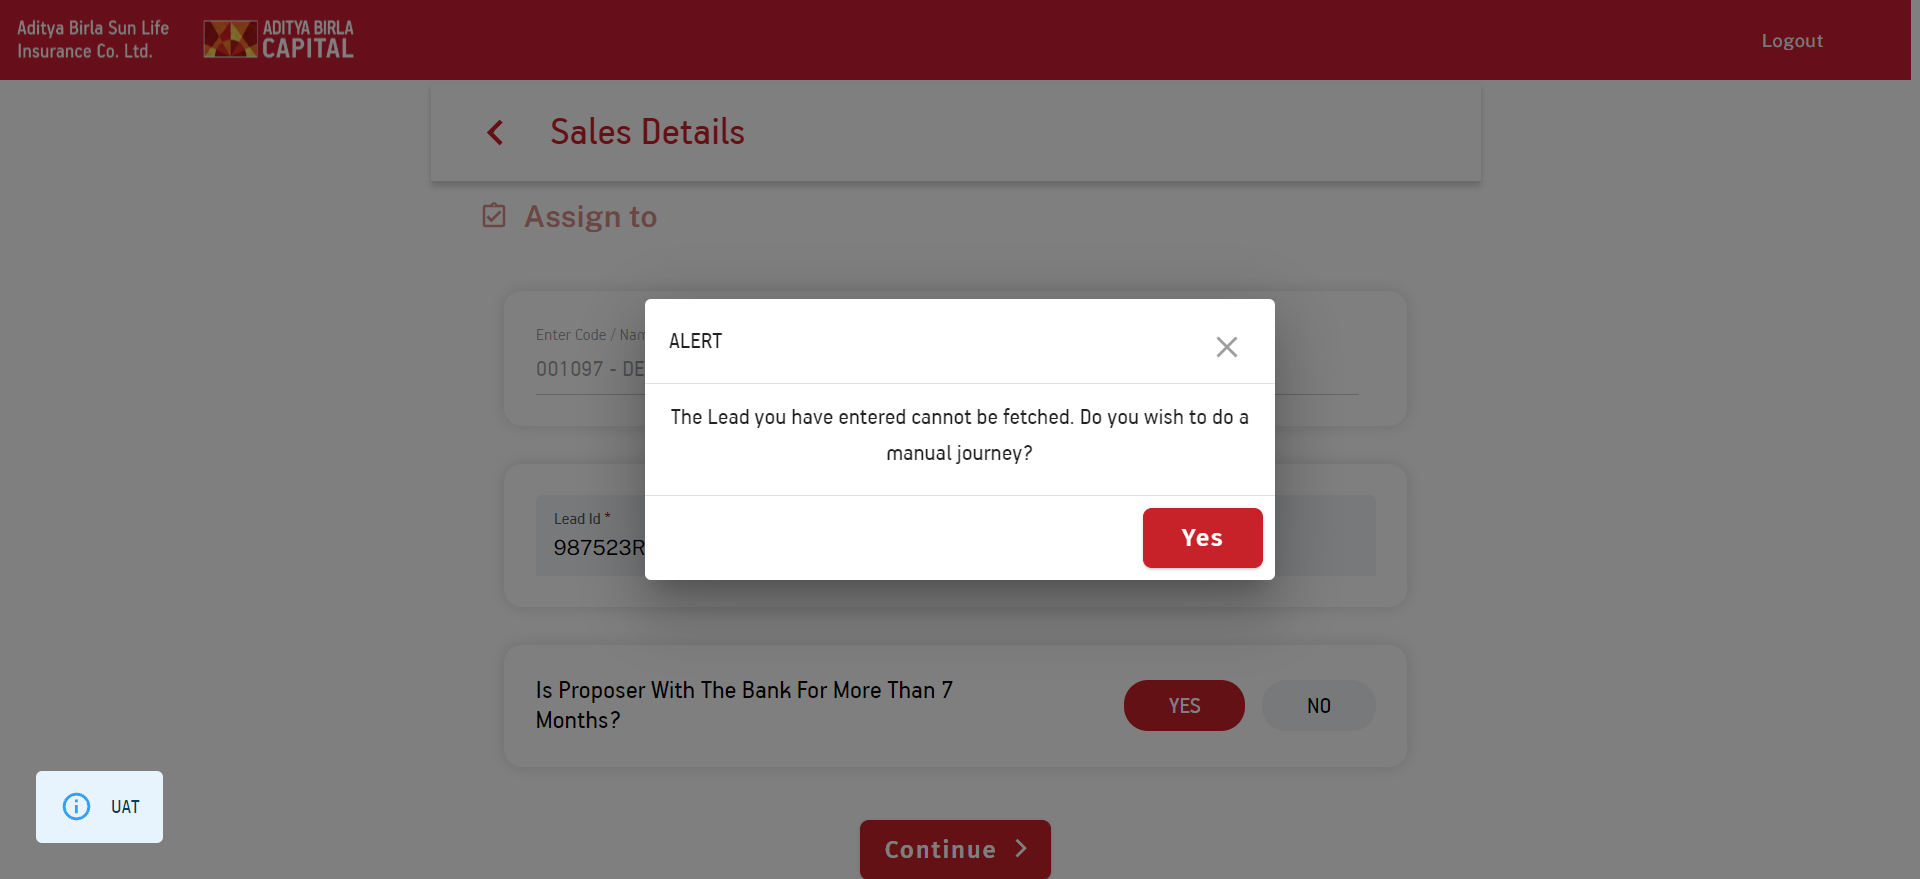 Aditya Birla Sun Life
Insurance Co. Ltd.
ADITYA BIRLA
CAPITAL
Logout
Sales Details
Assign to
Enter Code / Nam
001097 - DE
ALERT
The Lead you have entered cannot be fetched. Do you wish to do a
manual journey?
Yes
Lead Id *
987523R
Is Proposer With The Bank For More Than 7
Months?
YES
NO
UAT
Continue